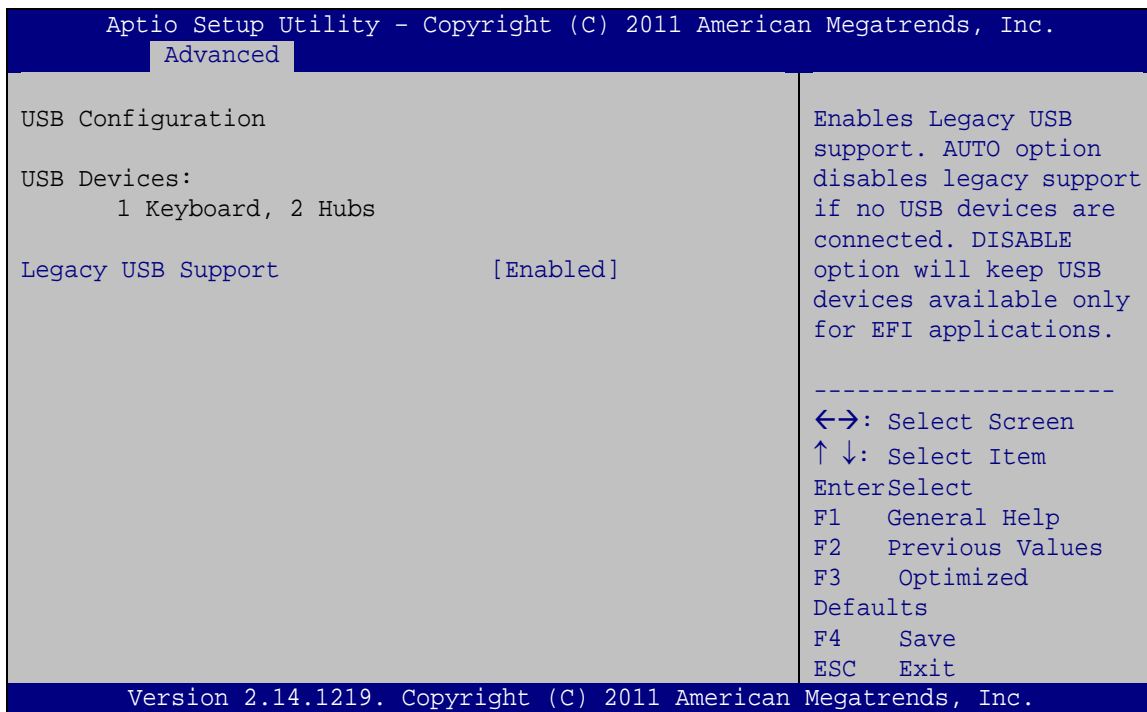 Aptio Setup Utility – Copyright (C) 2011 American Megatrends, Inc.
Advanced
USB Configuration
USB Devices:
1 Keyboard, 2 Hubs
Legacy USB Support [Enabled]
Enables Legacy USB
support. AUTO option
disables legacy support
if no USB devices are
connected. DISABLE
option will keep USB
devices available only
for EFI applications.
---------------------
←→: Select Screen
↑ ↓: Select Item
EnterSelect
F1 General Help
F2 Previous Values
F3 Optimized
Defaults
F4 Save
ESC Exit
Version 2.14.1219. Copyright (C) 2011 American Megatrends, Inc.